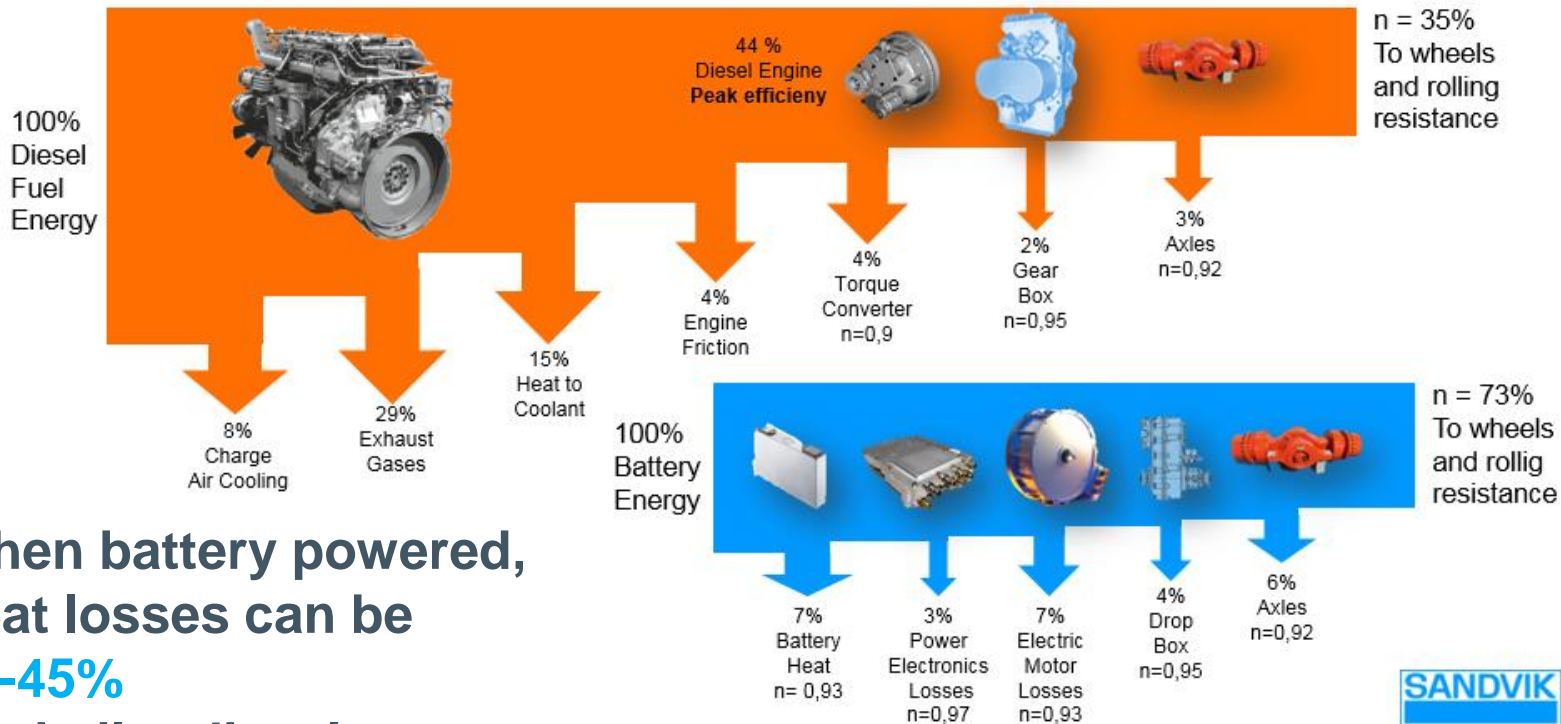 100%
Diesel
Fuel
Energy
44 %
Diesel Engine
Peak efficieny
n = 35%
To wheels
and rolling
resistance
8%
Charge
Air Cooling
29%
Exhaust
Gases
15%
Heat to
Coolant
4%
Engine
Friction
4%
Torque
Converter
n=0,9
2%
Gear
Box
n=0,95
3%
Axles
n=0,92
100%
Battery
Energy
n = 73%
To wheels
and rollig
resistance
7%
Battery
Heat
n= 0,93
3%
Power
Electronics
Losses
n=0,97
7%
Electric
Motor
Losses
n=0,93
4%
Drop
Box
n=0,95
6%
Axles
n=0,92
hen battery powered,
at losses can be
-45%
SANDVIK